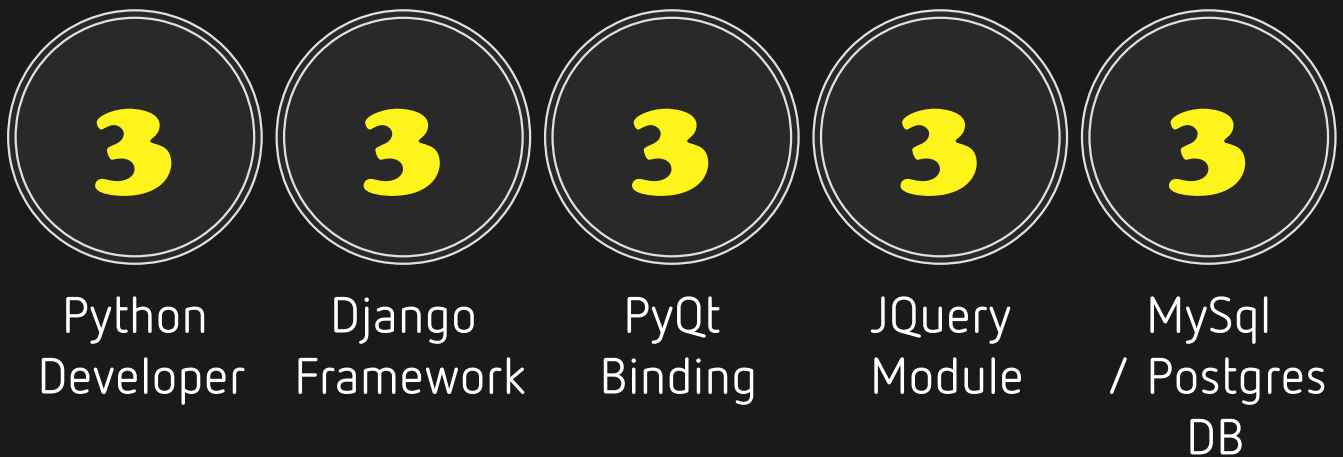 3 3 3 3 3
Python Developer
Django Framework
PyQt Binding
JQuery Module
MySql / Postgres DB